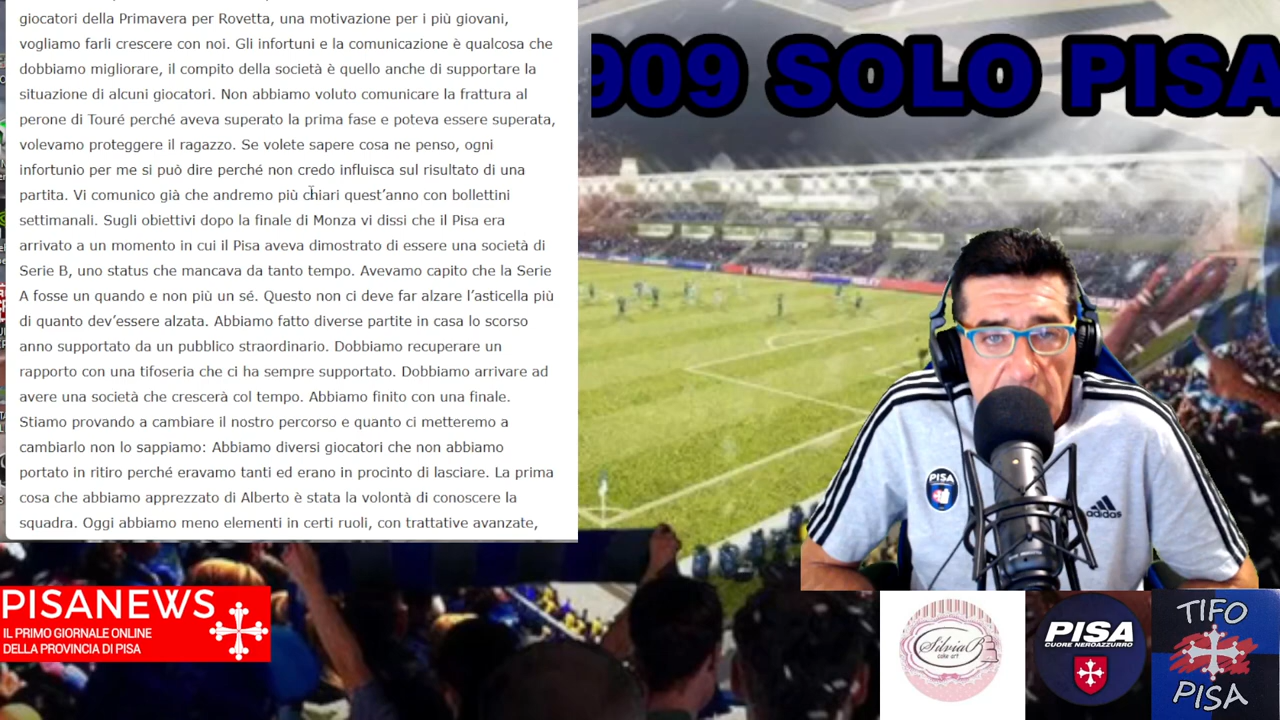 giocatori della Primavera per Rovetta, una motivazione per i più giovani,
vogliamo farli crescere con noi. Gli infortuni e la comunicazione è qualcosa che
dobbiamo migliorare, il compito della società è quello anche di supportare la
situazione di alcuni giocatori. Non abbiamo voluto comunicare la frattura al
perone di Touré perché aveva superato la prima fase e poteva essere superata,
volevamo proteggere il ragazzo. Se volete sapere cosa ne penso, ogni
infortunio per me si può dire perché non credo influisca sul risultato di una
partita. Vi comunico già che andremo più chiari quest’anno con bollettini
settimanali. Sugli obiettivi dopo la finale di Monza vi dissi che il Pisa era
arrivato a un momento in cui il Pisa aveva dimostrato di essere una società di
Serie B, uno status che mancava da tanto tempo. Avevamo capito che la Serie
A fosse un quando e non più un sé. Questo non ci deve far alzare l’asticella più
di quanto dev’essere alzata. Abbiamo fatto diverse partite in casa lo scorso
anno supportato da un pubblico straordinario. Dobbiamo recuperare un
rapporto con una tifoseria che ci ha sempre supportato. Dobbiamo arrivare ad
avere una società che crescerà col tempo. Abbiamo finito con una finale.
Stiamo provando a cambiare il nostro percorso e quanto ci metteremo a
cambiarlo non lo sappiamo: Abbiamo diversi giocatori che non abbiamo
portato in ritiro perché eravamo tanti ed erano in procinto di lasciare. La prima
cosa che abbiamo apprezzato di Alberto è stata la volontà di conoscere la
squadra. Oggi abbiamo meno elementi in certi ruoli, con trattative avanzate,
909 SOLO PISA
PISA
adidas
PISANEWS
IL PRIMO GIORNALE ONLINE
DELLA PROVINCIA DI PISA
SilviaB
cake art
PISA
CUORE NEROAZZURRO
TIFO
PISA